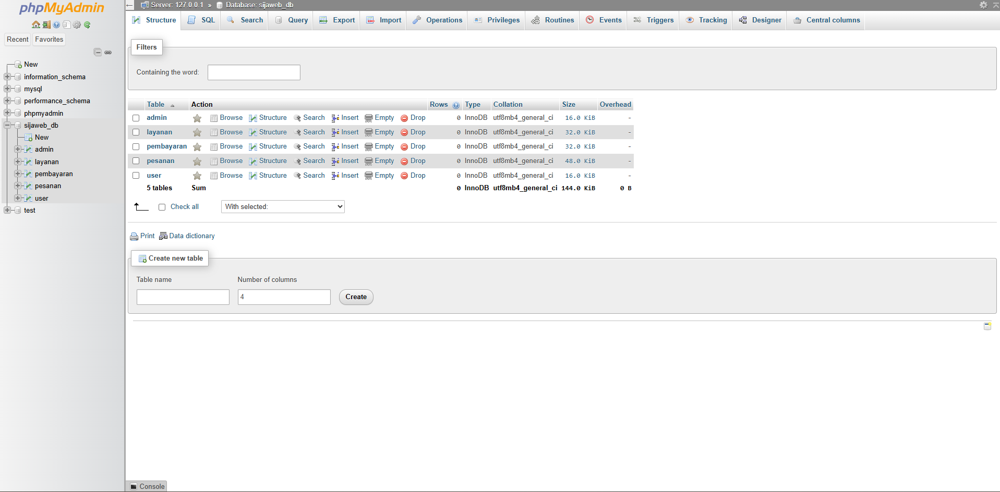 phpMyAdmin
Recent Favorites
New
information_schema
mysql
performance_schema
phpmyadmin
sijaweb_db
New
admin
layanan
pembayaran
pesanan
user
test
Server: 127.0.0.1 » Database: sijaweb_db
Structure SQL Search Query Export Import Operations Privileges Routines Events Triggers Tracking Designer Central columns
Filters
Containing the word:
Table Action Rows Type Collation Size Overhead
admin Browse Structure Search Insert Empty Drop 0 InnoDB utf8mb4_general_ci 16.0 KiB -
layanan Browse Structure Search Insert Empty Drop 0 InnoDB utf8mb4_general_ci 32.0 KiB -
pembayaran Browse Structure Search Insert Empty Drop 0 InnoDB utf8mb4_general_ci 32.0 KiB -
pesanan Browse Structure Search Insert Empty Drop 0 InnoDB utf8mb4_general_ci 48.0 KiB -
user Browse Structure Search Insert Empty Drop 0 InnoDB utf8mb4_general_ci 16.0 KiB -
5 tables Sum 0 InnoDB utf8mb4_general_ci 144.0 KiB 0 B
Check all With selected:
Print Data dictionary
Create new table
Table name Number of columns
4 Create
Console